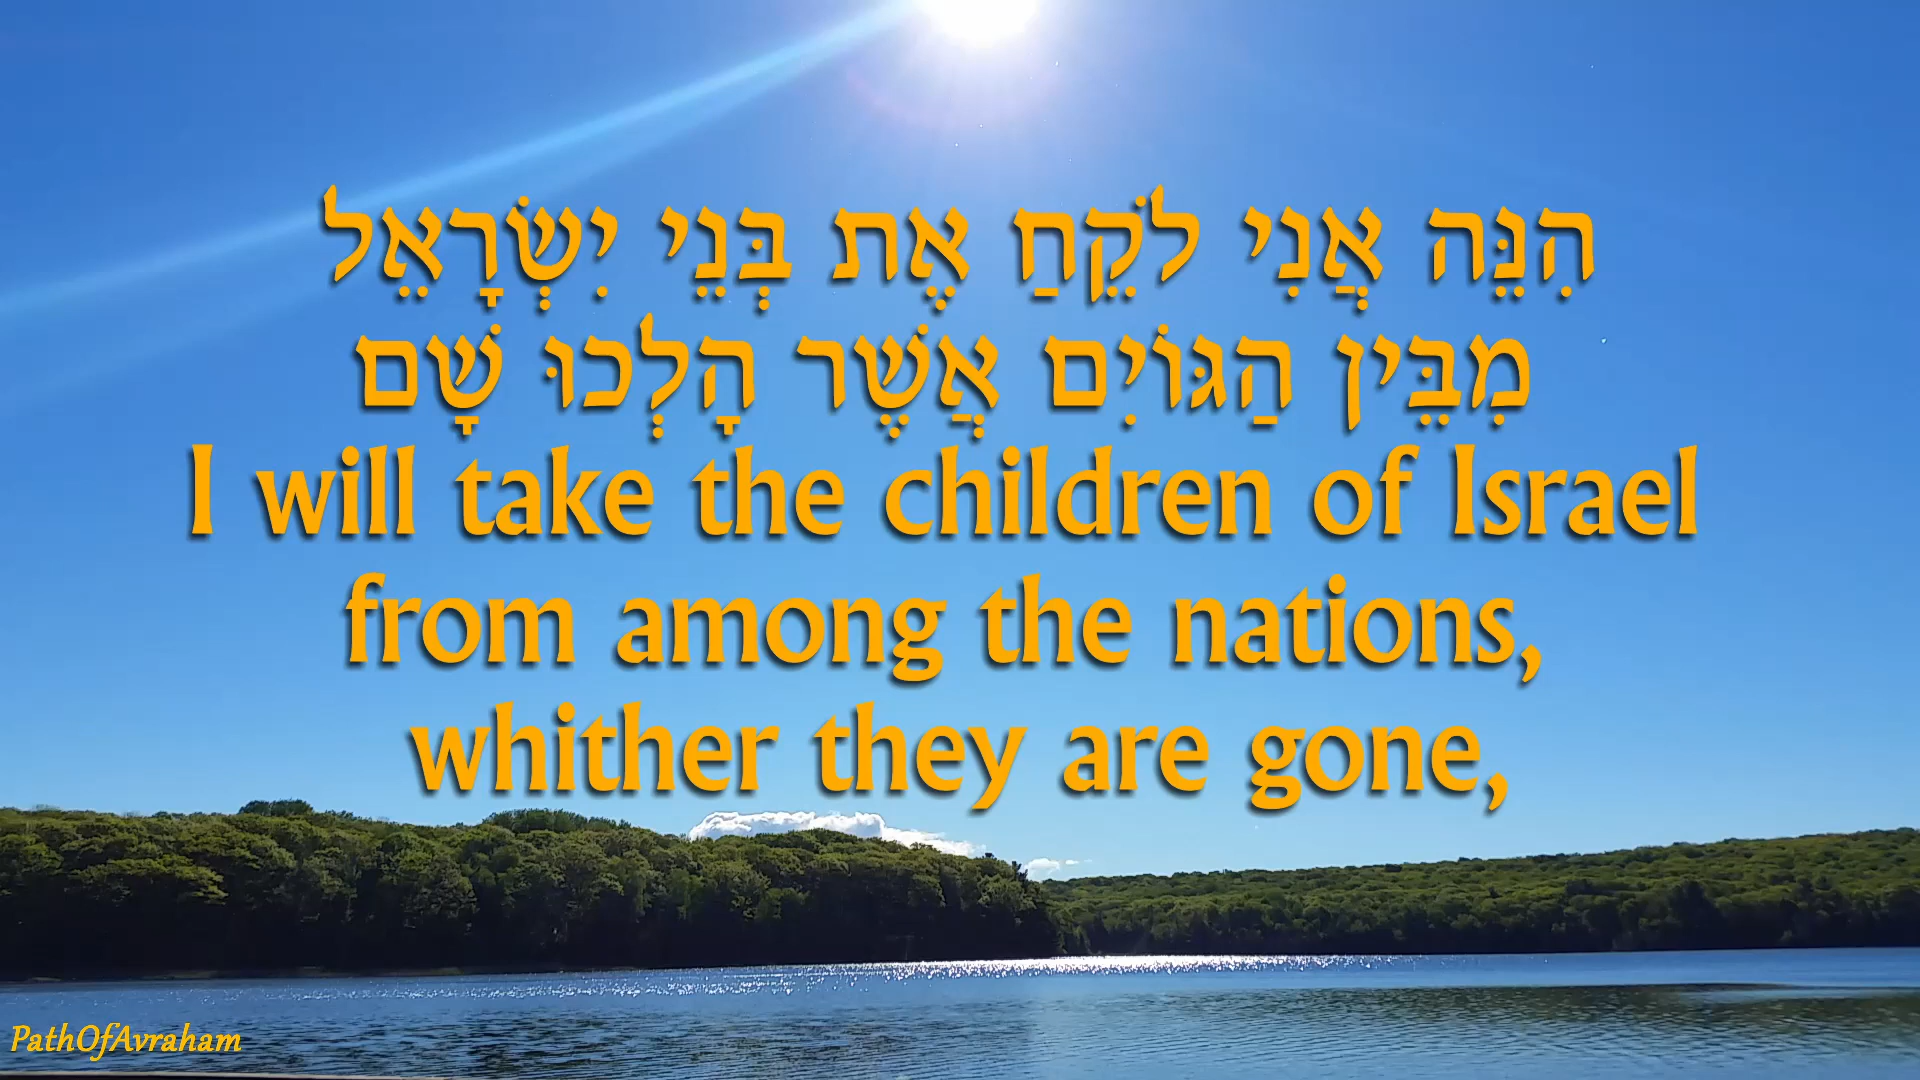 הִנֵּה אֲנִי לֹקֵחַ אֶת בְּנֵי יִשְׂרָאֵל
מִבֵּין הַגּוֹיִם אֲשֶׁר הָלְכוּ שָׁם
I will take the children of Israel
from among the nations,
whither they are gone,
PathOfAvraham